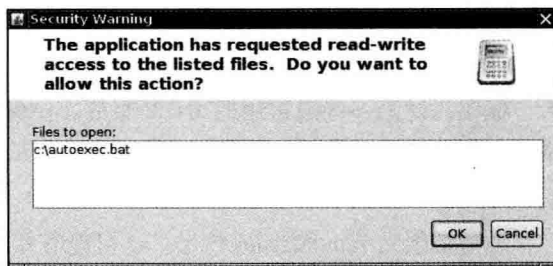 Security Warning
The application has requested read-write
access to the listed files. Do you want to
allow this action?
Files to open:
c:\autoexec.bat
OK
Cancel